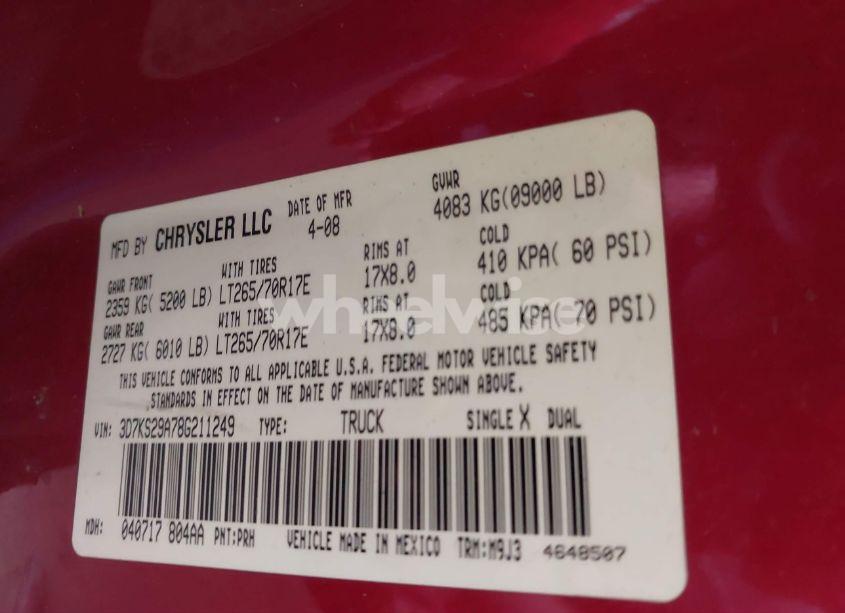 MFD BY CHRYSLER LLC DATE OF MFR 4-08 GVWR 4083 KG(09000 LB)
GAWR FRONT WITH TIRES RIMS AT COLD
2359 KG( 5200 LB) LT265/70R17E 17X8.0 410 KPA( 60 PSI)
GAWR REAR WITH TIRES RIMS AT COLD
2727 KG( 6010 LB) LT265/70R17E 17X8.0 485 KPA( 70 PSI)
THIS VEHICLE CONFORMS TO ALL APPLICABLE U.S.A. FEDERAL MOTOR VEHICLE SAFETY
STANDARDS IN EFFECT ON THE DATE OF MANUFACTURE SHOWN ABOVE.
VIN: 3D7KS29A78G211249 TYPE: TRUCK SINGLE X DUAL
MDH: 040717 804AA PNT:PRH VEHICLE MADE IN MEXICO TRM:M9J3 4648507